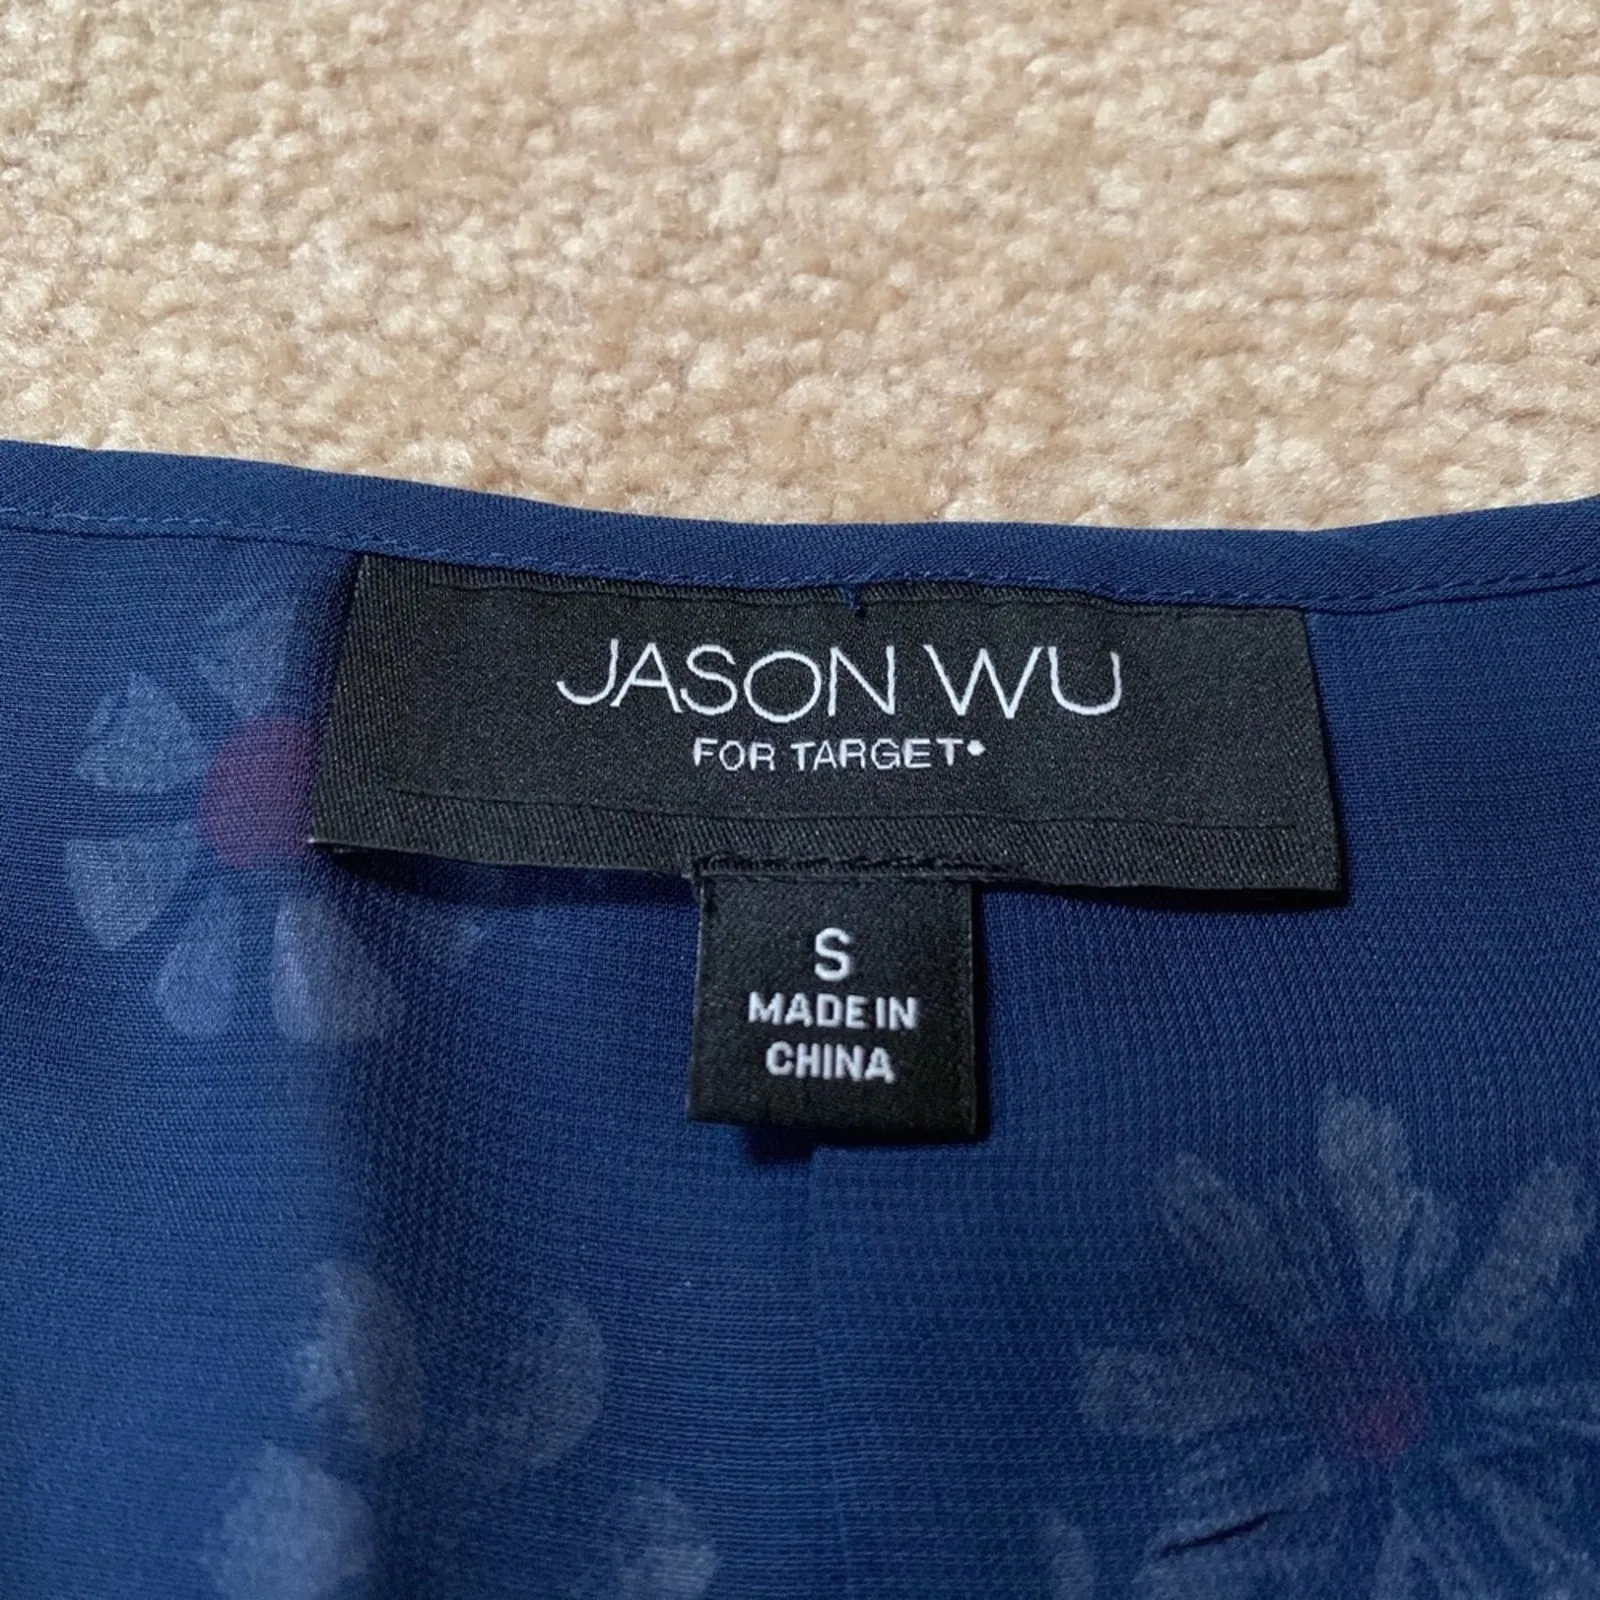 JASON WU
FOR TARGET
S
MADE IN
CHINA